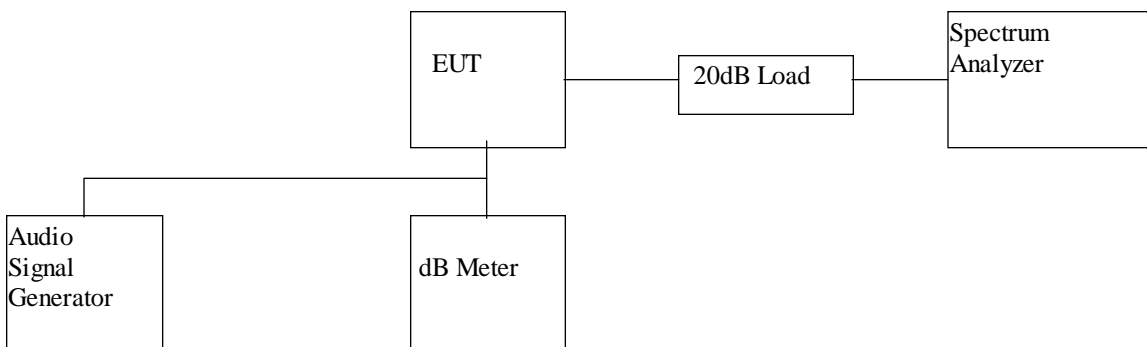 EUT
20dB Load
Spectrum
Analyzer
Audio
Signal
Generator
dB Meter